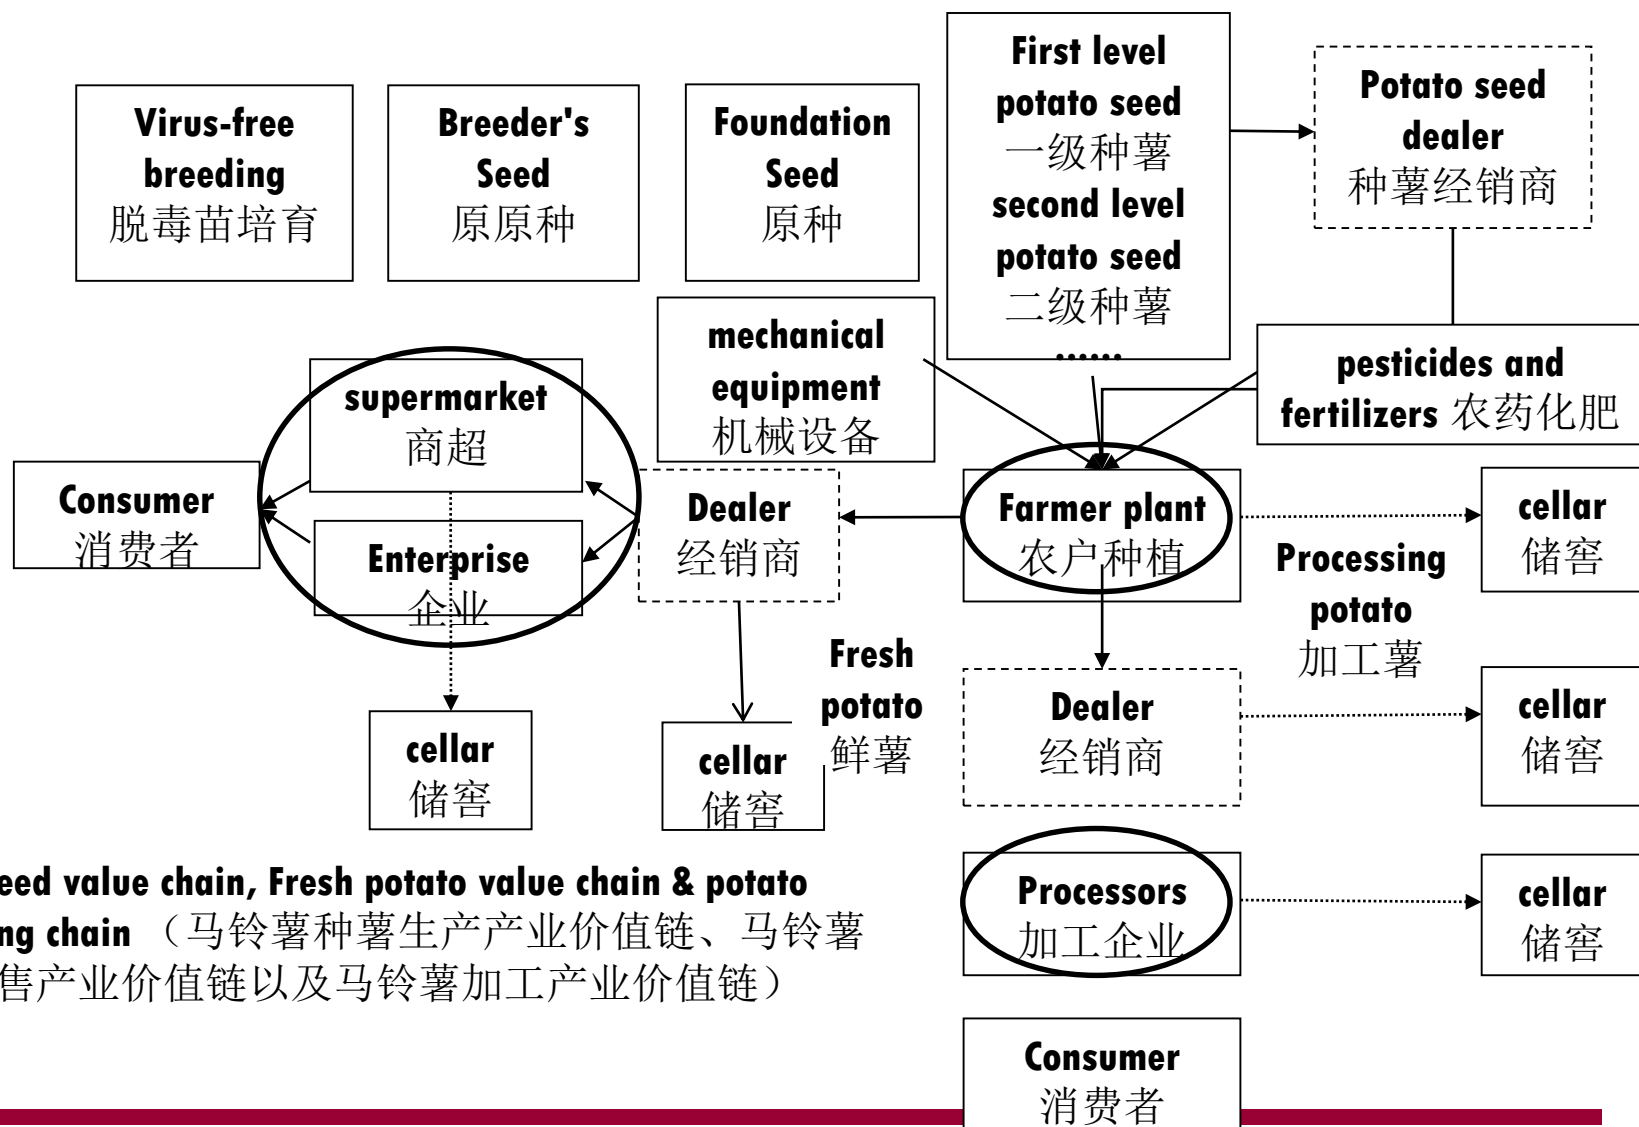 Virus-free
breeding
脱毒苗培育
Breeder's
Seed
原原种
Foundation
Seed
原种
First level
potato seed
一级种薯
second level
potato seed
二级种薯
......
Potato seed
dealer
种薯经销商
mechanical
equipment
机械设备
pesticides and
fertilizers 农药化肥
supermarket
商超
Consumer
消费者
Enterprise
企业
Dealer
经销商
Farmer plant
农户种植
cellar
储窖
Processing
potato
加工薯
Fresh
potato
鲜薯
cellar
储窖
cellar
储窖
Dealer
经销商
cellar
储窖
eed value chain, Fresh potato value chain & potato
ng chain （马铃薯种薯生产产业价值链、马铃薯
售产业价值链以及马铃薯加工产业价值链）
Processors
加工企业
cellar
储窖
Consumer
消费者